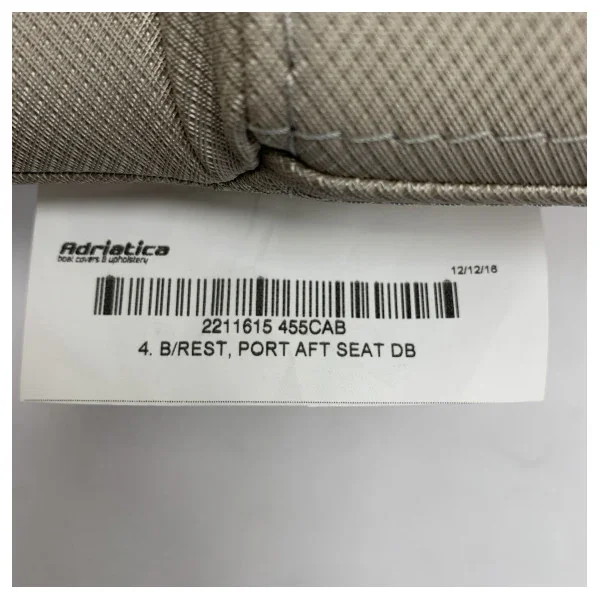 Adriatica
boat covers & upholstery
12/12/16
2211615 455CAB
4. B/REST, PORT AFT SEAT DB